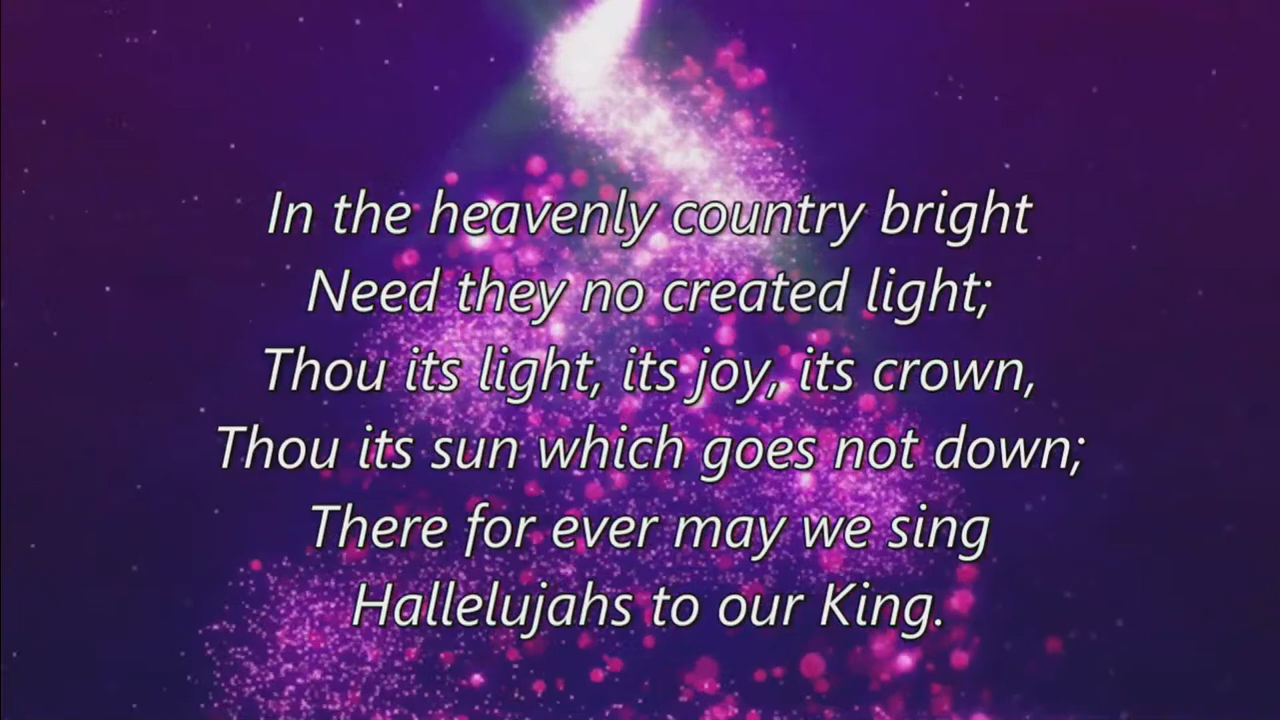 In the heavenly country bright
Need they no created light;
Thou its light, its joy, its crown,
Thou its sun which goes not down;
There for ever may we sing
Hallelujahs to our King.